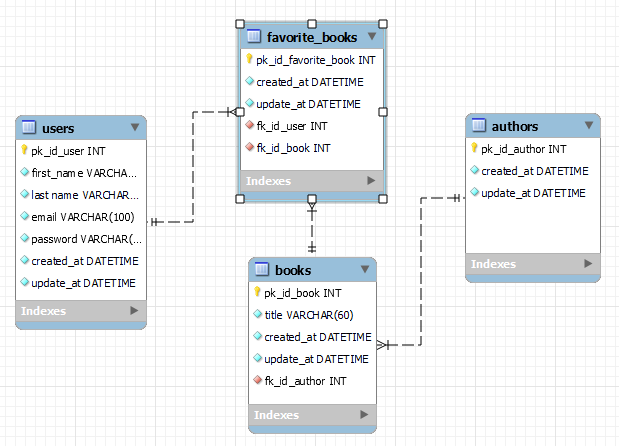 favorite_books
pk_id_favorite_book INT
created_at DATETIME
update_at DATETIME
fk_id_user INT
fk_id_book INT
Indexes
users
pk_id_user INT
first_name VARCHA...
last name VARCHAR...
email VARCHAR(100)
password VARCHAR(...
created_at DATETIME
update_at DATETIME
Indexes
authors
pk_id_author INT
created_at DATETIME
update_at DATETIME
Indexes
books
pk_id_book INT
title VARCHAR(60)
created_at DATETIME
update_at DATETIME
fk_id_author INT
Indexes